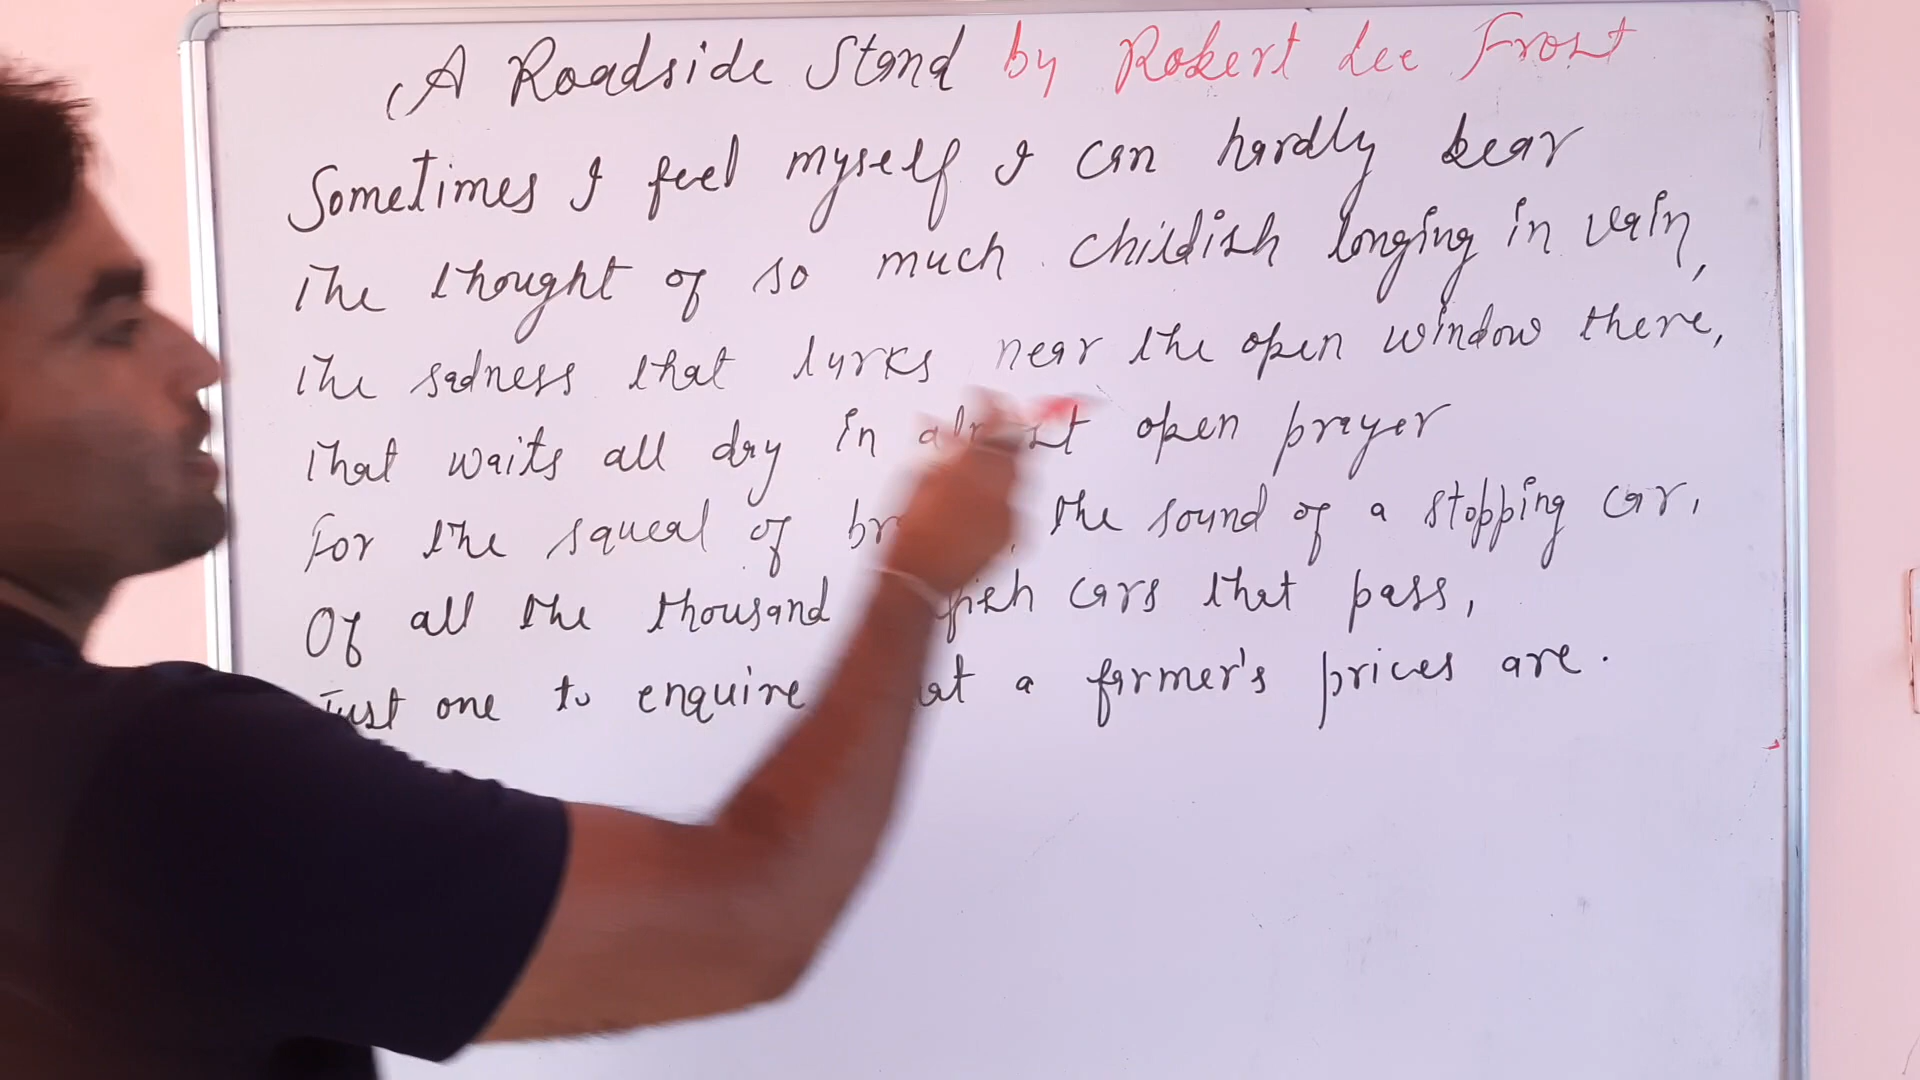 A Roadside Stand by Robert Lee Frost
Sometimes I feel myself I can hardly bear
The thought of so much childish longing in vain,
The sadness that lurks near the open window there,
That waits all day in almost open prayer
For the squeal of the sound of a stopping car,
Of all the thousand cars that pass,
Just one to enquire a farmer's prices are.